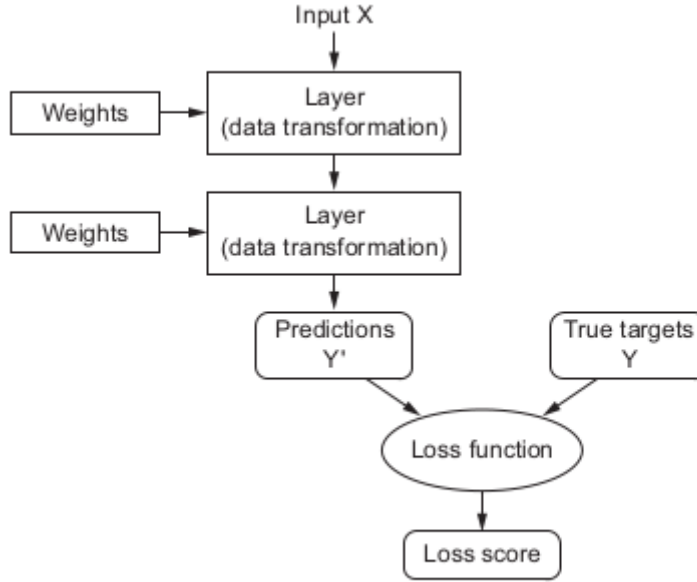 Input X
Weights
Layer
(data transformation)
Weights
Layer
(data transformation)
Predictions
Y'
True targets
Y
Loss function
Loss score